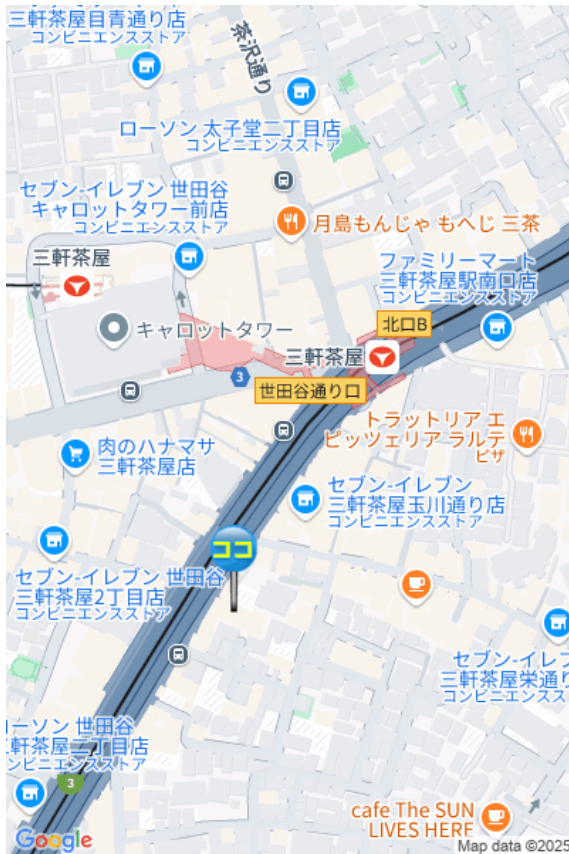 三軒茶屋目青通り店
コンビニエンスストア
茶沢通り
ローソン 太子堂二丁目店
コンビニエンスストア
セブン-イレブン 世田谷
キャロットタワー前店
コンビニエンスストア
月島もんじゃ もへじ 三茶
三軒茶屋
ファミリーマート
三軒茶屋駅南口店
コンビニエンスストア
北口B
キャロットタワー
三軒茶屋
3
世田谷通り口
トラットリア エ
ピッツェリア ラルテ
ピザ
肉のハナマサ
三軒茶屋店
セブン-イレブン
三軒茶屋玉川通り店
コンビニエンスストア
ココ
セブン-イレブン 世田谷
三軒茶屋2丁目店
コンビニエンスストア
セブン-イレブ
三軒茶屋栄通り
コンビニエンスス
ローソン 世田谷
三軒茶屋二丁目店
コンビニエンスストア
3
cafe The SUN
LIVES HERE
Google
Map data ©2025